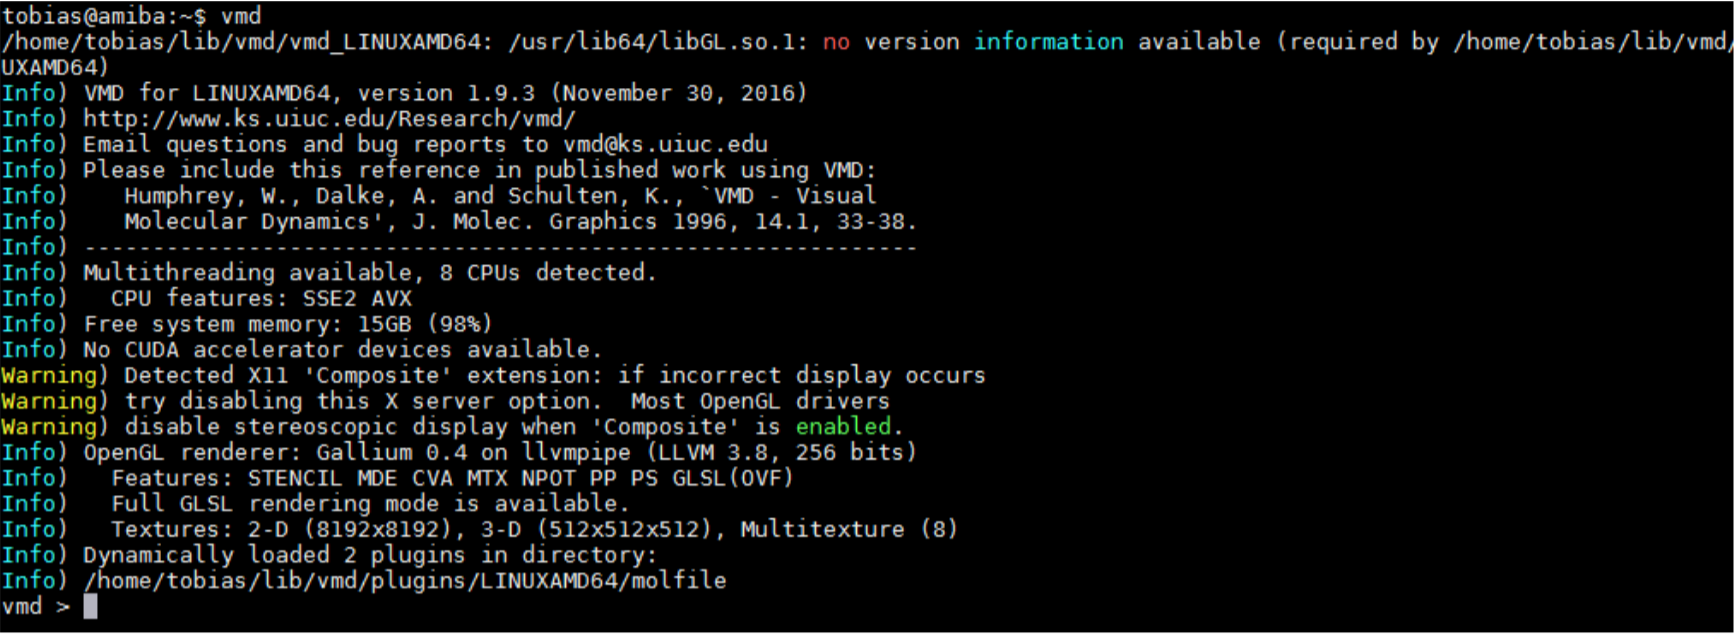 tobias@amiba:~$ vmd
/home/tobias/lib/vmd/vmd_LINUXAMD64: /usr/lib64/libGL.so.1: no version information available (required by /home/tobias/lib/vmd/
UXAMD64)
Info) VMD for LINUXAMD64, version 1.9.3 (November 30, 2016)
Info) http://www.ks.uiuc.edu/Research/vmd/
Info) Email questions and bug reports to vmd@ks.uiuc.edu
Info) Please include this reference in published work using VMD:
Info)    Humphrey, W., Dalke, A. and Schulten, K., `VMD - Visual
Info)    Molecular Dynamics', J. Molec. Graphics 1996, 14.1, 33-38.
Info) -------------------------------------------------------------
Info) Multithreading available, 8 CPUs detected.
Info)   CPU features: SSE2 AVX
Info) Free system memory: 15GB (98%)
Info) No CUDA accelerator devices available.
Warning) Detected X11 'Composite' extension: if incorrect display occurs
Warning) try disabling this X server option.  Most OpenGL drivers
Warning) disable stereoscopic display when 'Composite' is enabled.
Info) OpenGL renderer: Gallium 0.4 on llvmpipe (LLVM 3.8, 256 bits)
Info)   Features: STENCIL MDE CVA MTX NPOT PP PS GLSL(OVF)
Info)   Full GLSL rendering mode is available.
Info)   Textures: 2-D (8192x8192), 3-D (512x512x512), Multitexture (8)
Info) Dynamically loaded 2 plugins in directory:
Info) /home/tobias/lib/vmd/plugins/LINUXAMD64/molfile
vmd >